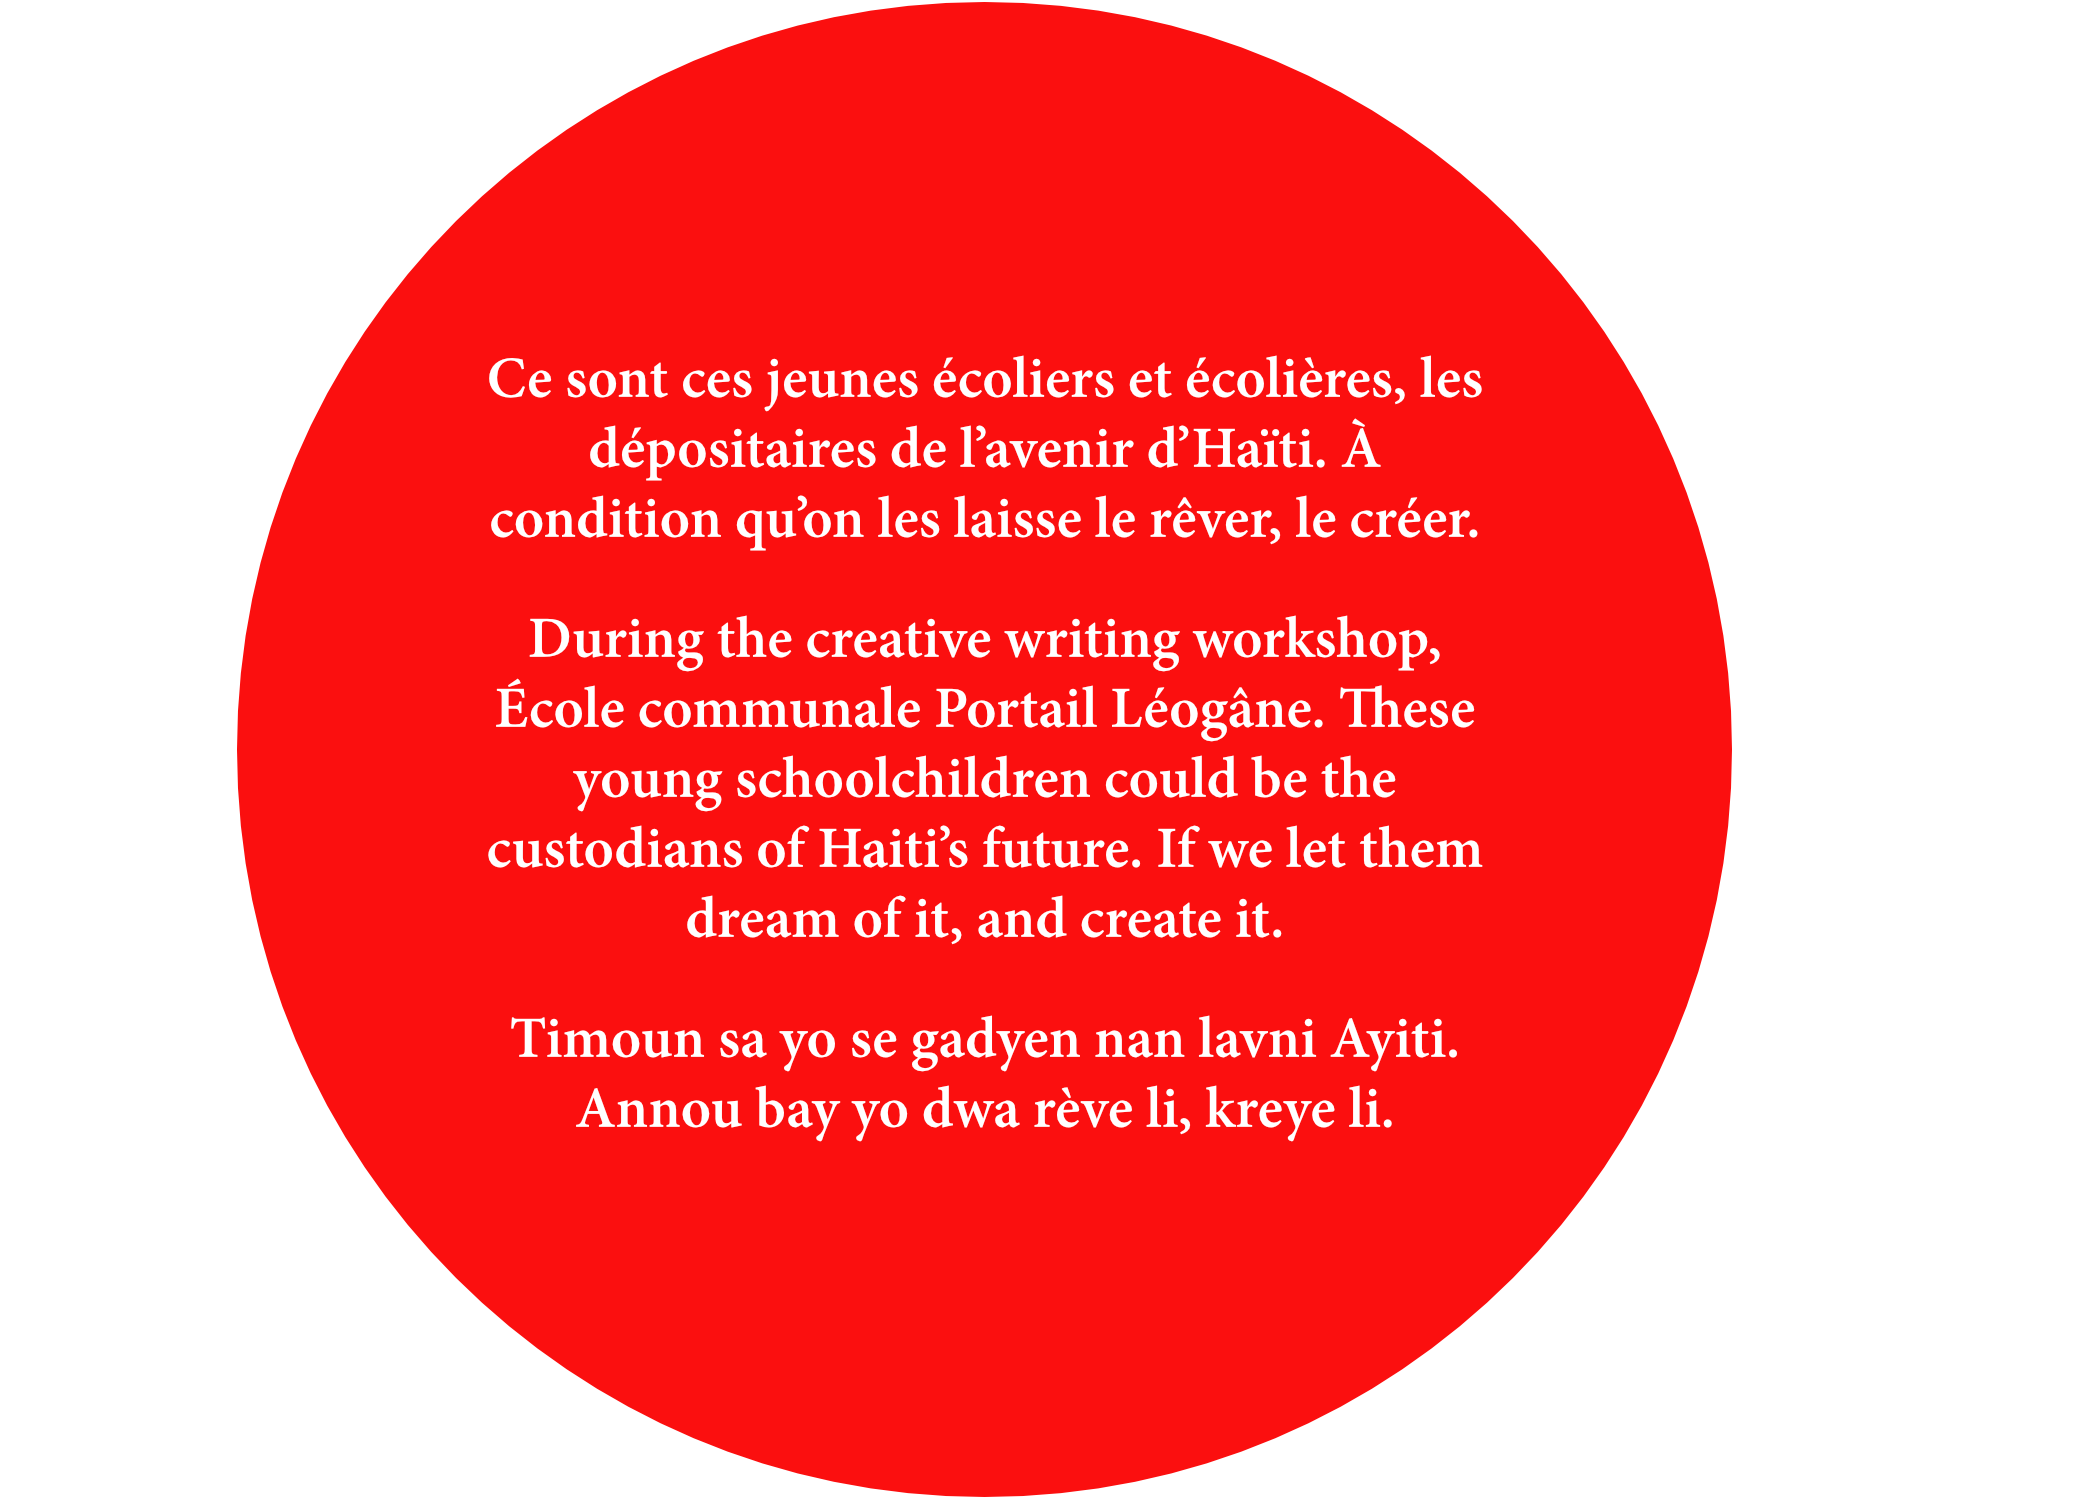 Ce sont ces jeunes écoliers et écolières, les
dépositaires de l’avenir d’Haïti. À
condition qu’on les laisse le rêver, le créer.
During the creative writing workshop,
École communale Portail Léogâne. These
young schoolchildren could be the
custodians of Haiti’s future. If we let them
dream of it, and create it.
Timoun sa yo se gadyen nan lavni Ayiti.
Annou bay yo dwa rève li, kreye li.